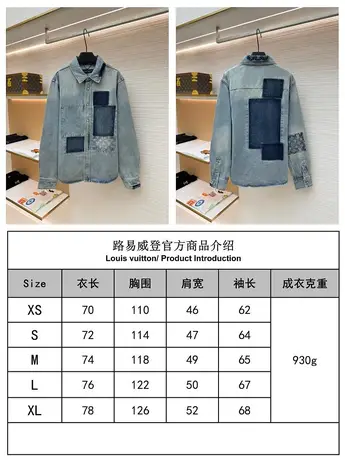 路易威登官方商品介绍
Louis vuitton/ Product Introduction
Size 衣长 胸围 肩宽 袖长 成衣克重
XS 70 110 46 62
S 72 114 47 64
M 74 118 49 65 930g
L 76 122 50 67
XL 78 126 52 68